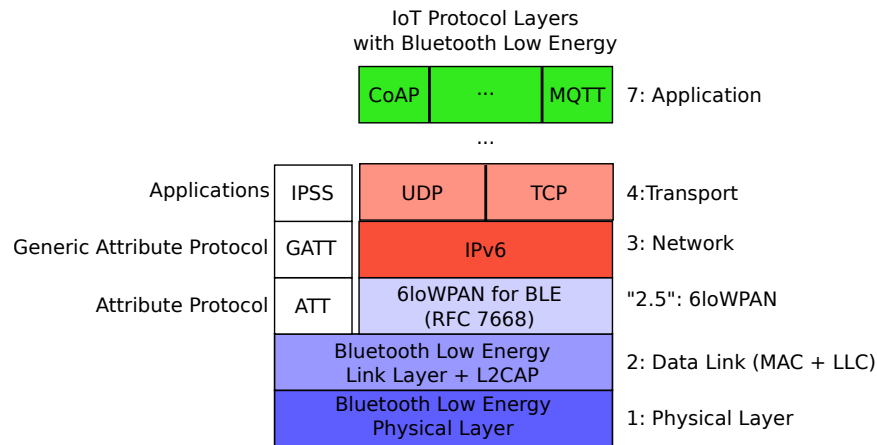 IoT Protocol Layers
with Bluetooth Low Energy
CoAP ... MQTT 7: Application
...
Applications IPSS UDP TCP 4:Transport
Generic Attribute Protocol GATT IPv6 3: Network
Attribute Protocol ATT 6loWPAN for BLE
(RFC 7668) "2.5": 6loWPAN
Bluetooth Low Energy
Link Layer + L2CAP 2: Data Link (MAC + LLC)
Bluetooth Low Energy
Physical Layer 1: Physical Layer